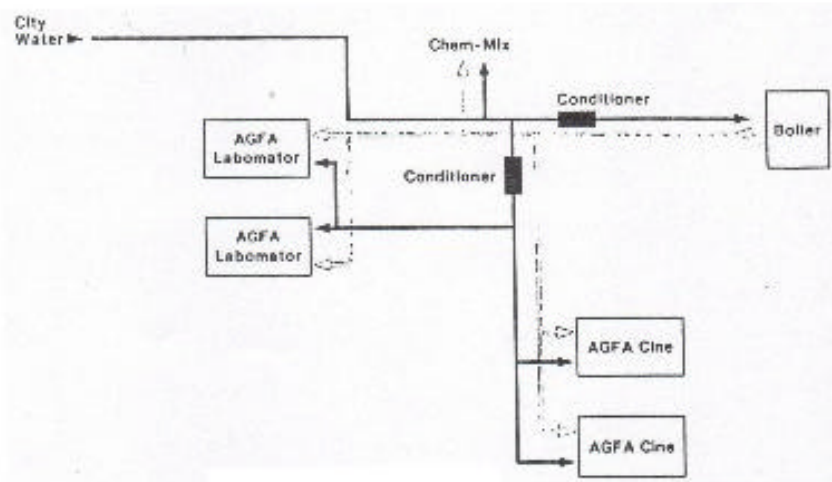 City
Water
Chem-Mix
Conditioner
Boiler
AGFA
Labomator
Conditioner
AGFA
Labomator
AGFA Cine
AGFA Cine